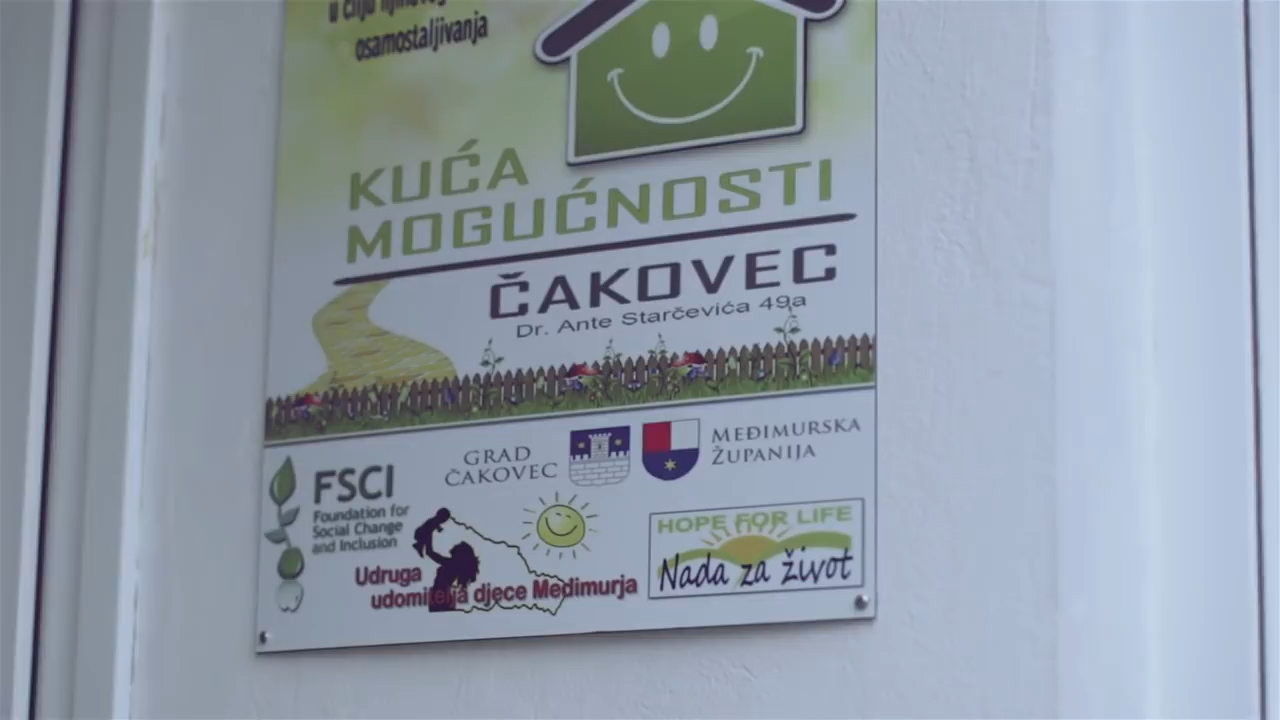 u cilju njihovog
osamostaljivanja
KUĆA
MOGUĆNOSTI
ČAKOVEC
Dr. Ante Starčevića 49a
GRAD
ČAKOVEC
MEĐIMURSKA
ŽUPANIJA
FSCI
Foundation for
Social Change
and Inclusion
Udruga
udomitelja djece Međimurja
HOPE FOR LIFE
Nada za život